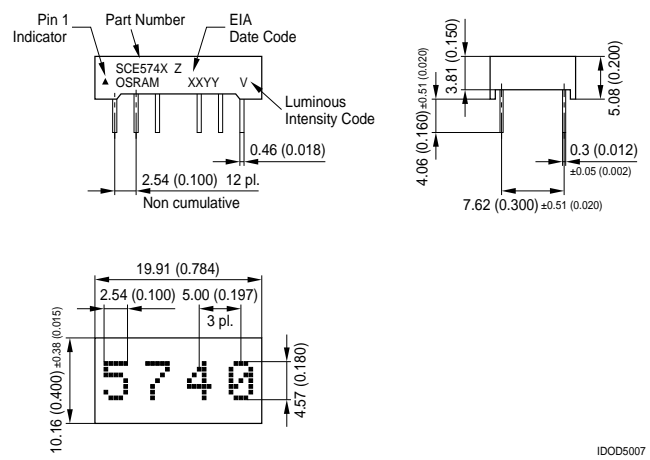 Pin 1
Indicator
Part Number
EIA
Date Code
SCE574X Z
OSRAM XXYY V
Luminous
Intensity Code
0.46 (0.018)
2.54 (0.100) 12 pl.
Non cumulative
4.06 (0.160) ±0.51 (0.020)
3.81 (0.150)
5.08 (0.200)
0.3 (0.012)
±0.05 (0.002)
7.62 (0.300) ±0.51 (0.020)
19.91 (0.784)
2.54 (0.100) 5.00 (0.197)
3 pl.
10.16 (0.400) ±0.38 (0.015)
5740
4.57 (0.180)
IDOD5007